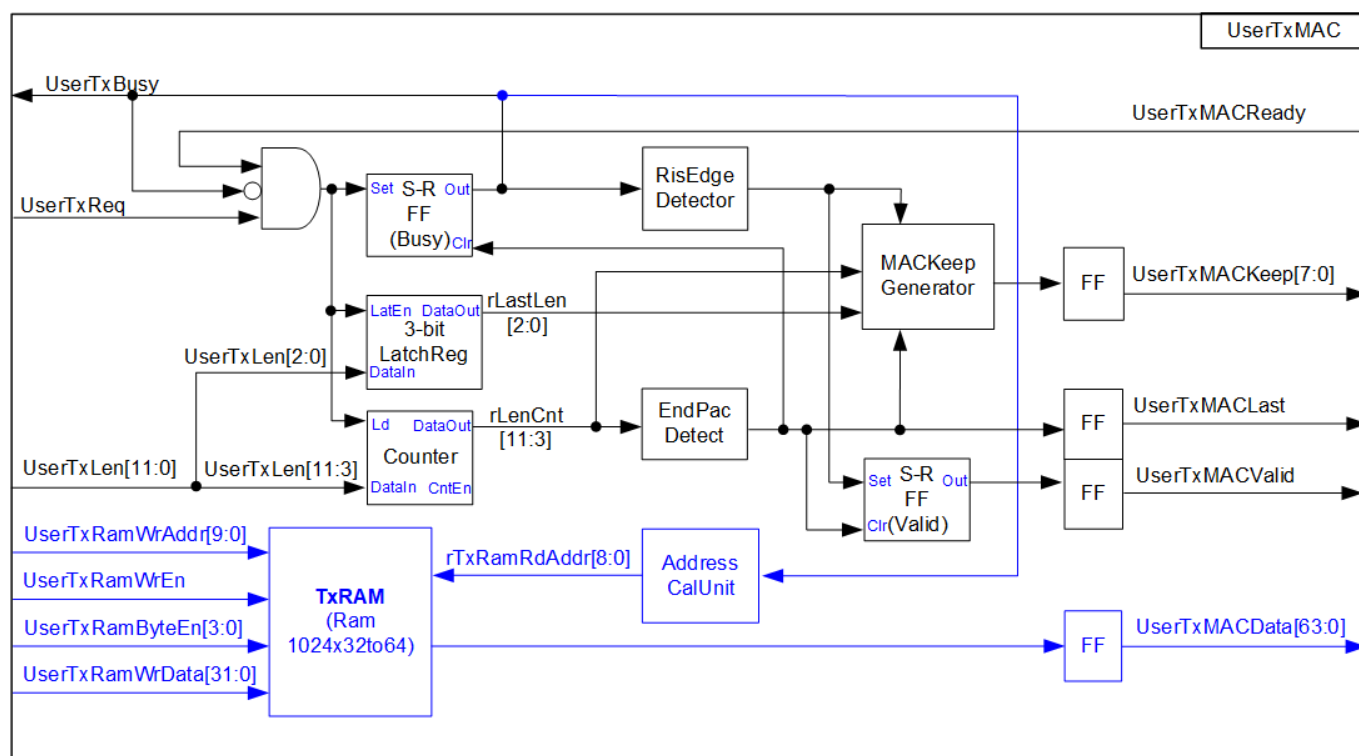 UserTxMAC
UserTxBusy
UserTxMACReady
UserTxReq
Set
S-R
Out
FF
(Busy)
Clr
RisEdge
Detector
MACKeep
Generator
FF
UserTxMACKeep[7:0]
LatEn
DataOut
3-bit
LatchReg
DataIn
rLastLen
[2:0]
UserTxLen[2:0]
Ld
DataOut
Counter
DataIn
CntEn
rLenCnt
[11:3]
EndPac
Detect
FF
UserTxMACLast
UserTxLen[11:0]
UserTxLen[11:3]
Set
S-R
Out
FF
Clr
(Valid)
FF
UserTxMACValid
UserTxRamWrAddr[9:0]
UserTxRamWrEn
UserTxRamByteEn[3:0]
UserTxRamWrData[31:0]
TxRAM
(Ram
1024x32to64)
rTxRamRdAddr[8:0]
Address
CalUnit
FF
UserTxMACData[63:0]